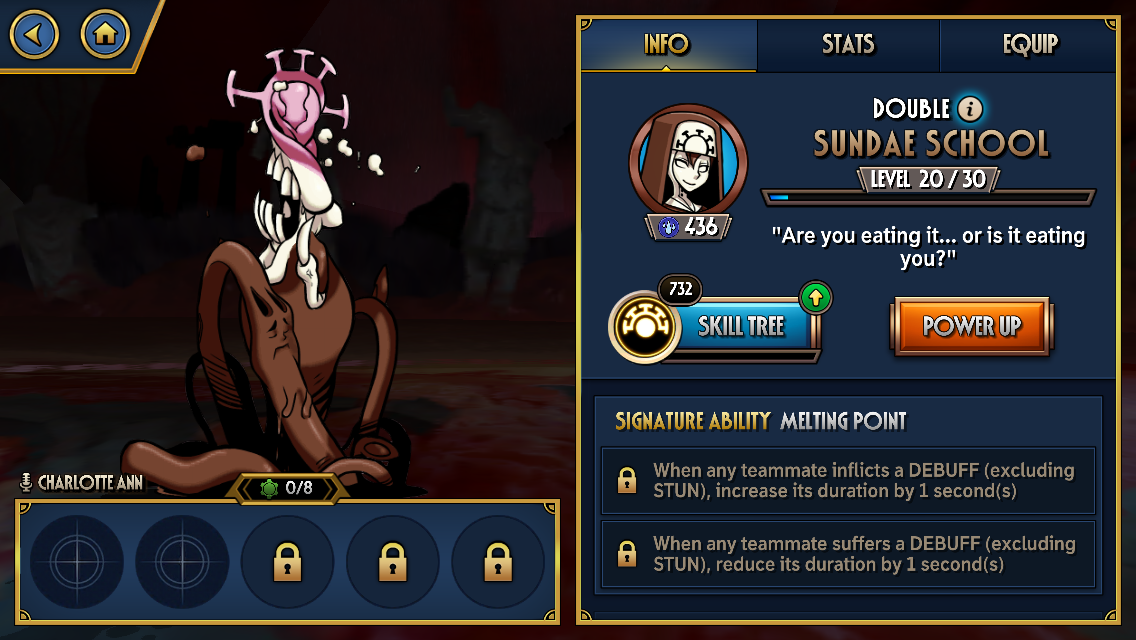 INFO
STATS
EQUIP
DOUBLE i
SUNDAE SCHOOL
LEVEL 20 / 30
436
"Are you eating it... or is it eating
you?"
732
SKILL TREE
POWER UP
SIGNATURE ABILITY MELTING POINT
When any teammate inflicts a DEBUFF (excluding
STUN), increase its duration by 1 second(s)
When any teammate suffers a DEBUFF (excluding
STUN), reduce its duration by 1 second(s)
CHARLOTTE ANN
0/8